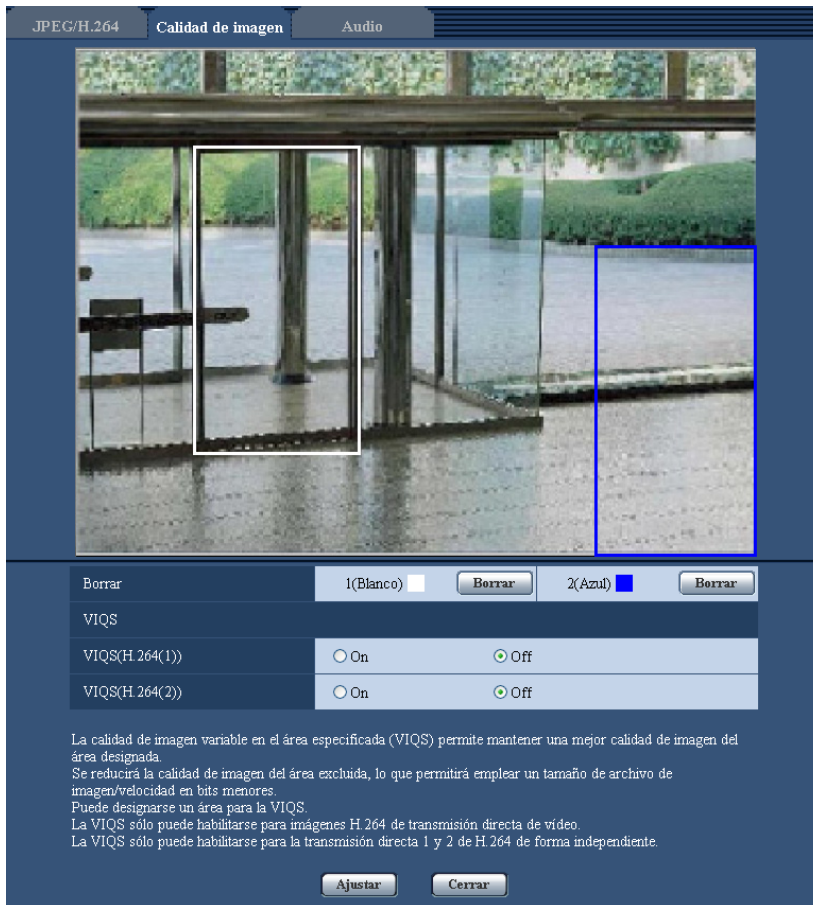 JPEG/H.264 Calidad de imagen Audio
Borrar 1(Blanco) Borrar 2(Azul) Borrar
VIQS
VIQS(H.264(1)) On Off
VIQS(H.264(2)) On Off
La calidad de imagen variable en el área especificada (VIQS) permite mantener una mejor calidad de imagen del
área designada.
Se reducirá la calidad de imagen del área excluida, lo que permitirá emplear un tamaño de archivo de
imagen/velocidad en bits menores.
Puede designarse un área para la VIQS.
La VIQS sólo puede habilitarse para imágenes H.264 de transmisión directa de vídeo.
La VIQS sólo puede habilitarse para la transmisión directa 1 y 2 de H.264 de forma independiente.
Ajustar Cerrar